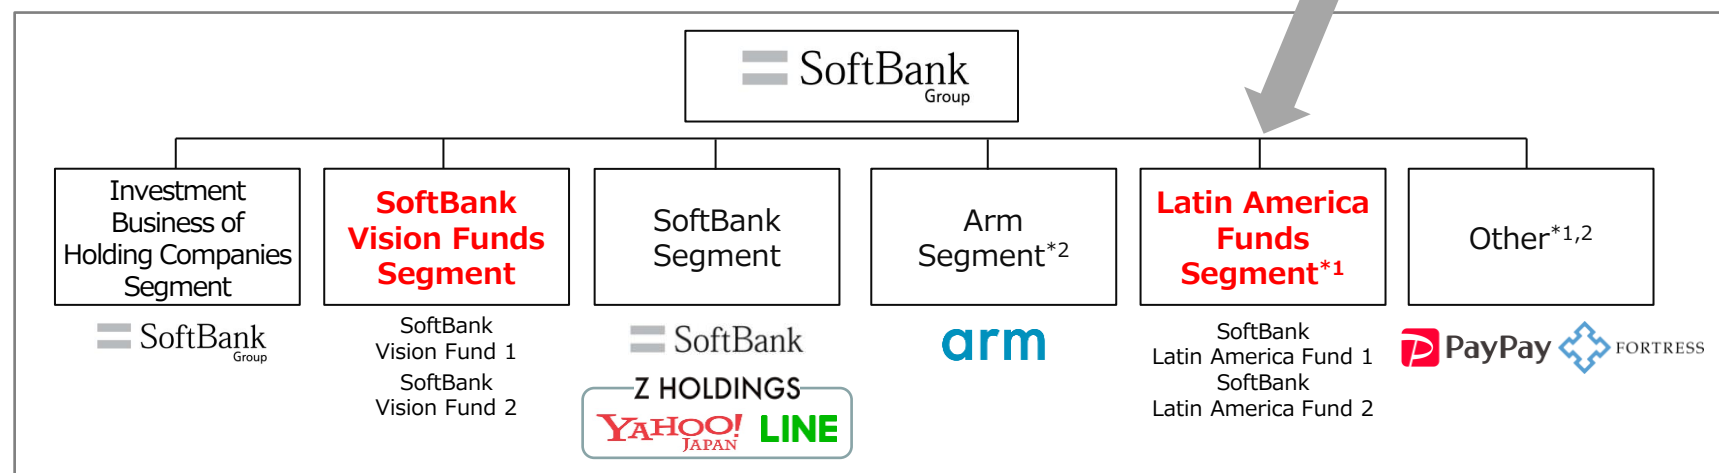 SoftBank
Group
Investment
Business of
Holding Companies
Segment
SoftBank
Vision Funds
Segment
SoftBank
Segment
Arm
Segment*2
Latin America
Funds
Segment*1
Other*1,2
SoftBank
Group
SoftBank
Vision Fund 1
SoftBank
Vision Fund 2
SoftBank
Z HOLDINGS
YAHOO!
JAPAN
LINE
arm
SoftBank
Latin America Fund 1
SoftBank
Latin America Fund 2
PayPay
FORTRESS